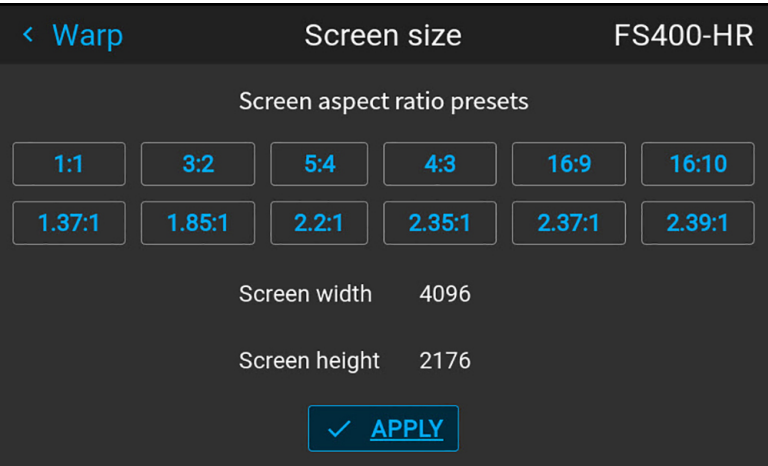 < Warp Screen size FS400-HR
Screen aspect ratio presets
1:1 3:2 5:4 4:3 16:9 16:10
1.37:1 1.85:1 2.2:1 2.35:1 2.37:1 2.39:1
Screen width 4096
Screen height 2176
✓ APPLY